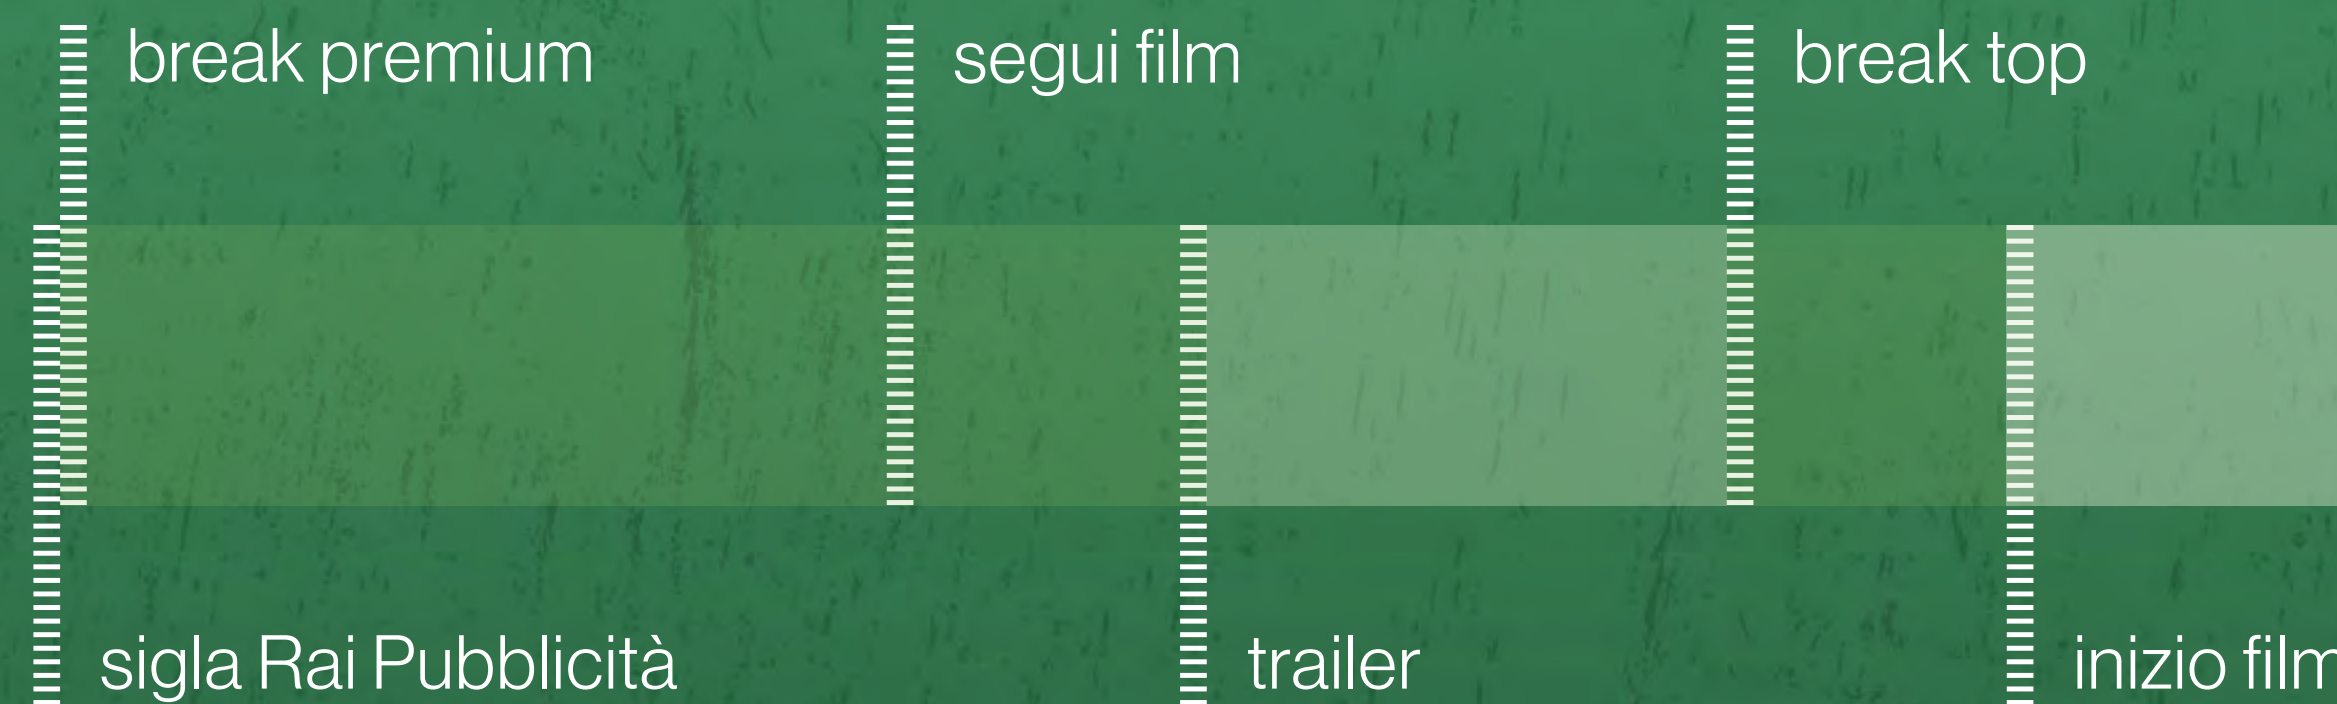 break premium
segui film
break top
sigla Rai Pubblicità
trailer
inizio film